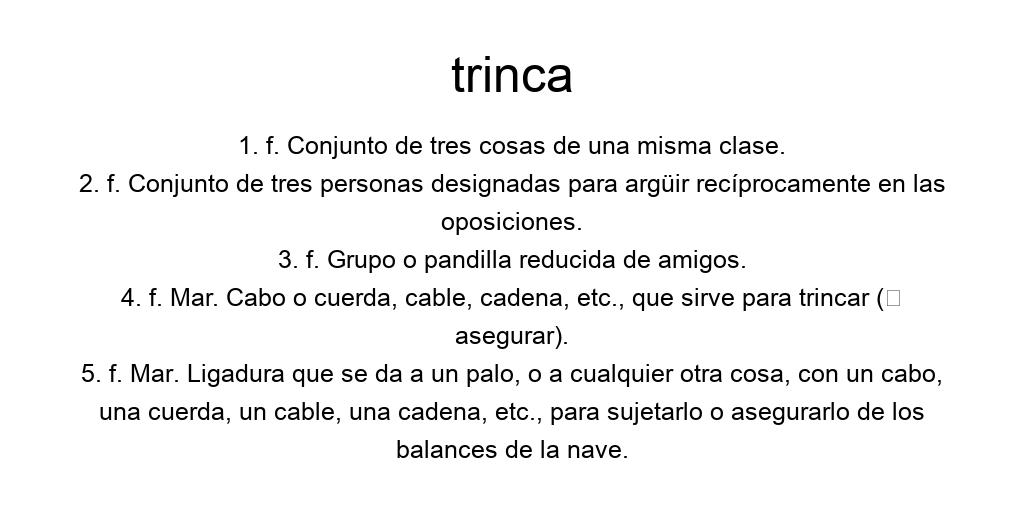 trinca
1. f. Conjunto de tres cosas de una misma clase.
2. f. Conjunto de tres personas designadas para argüir recíprocamente en las
oposiciones.
3. f. Grupo o pandilla reducida de amigos.
4. f. Mar. Cabo o cuerda, cable, cadena, etc., que sirve para trincar (□
asegurar).
5. f. Mar. Ligadura que se da a un palo, o a cualquier otra cosa, con un cabo,
una cuerda, un cable, una cadena, etc., para sujetarlo o asegurarlo de los
balances de la nave.